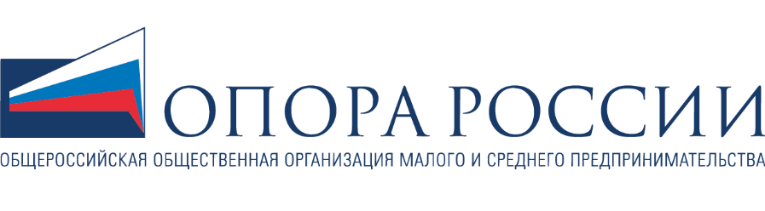 ОПОРА РОССИИ
ОБЩЕРОССИЙСКАЯ ОБЩЕСТВЕННАЯ ОРГАНИЗАЦИЯ МАЛОГО И СРЕДНЕГО ПРЕДПРИНИМАТЕЛЬСТВА